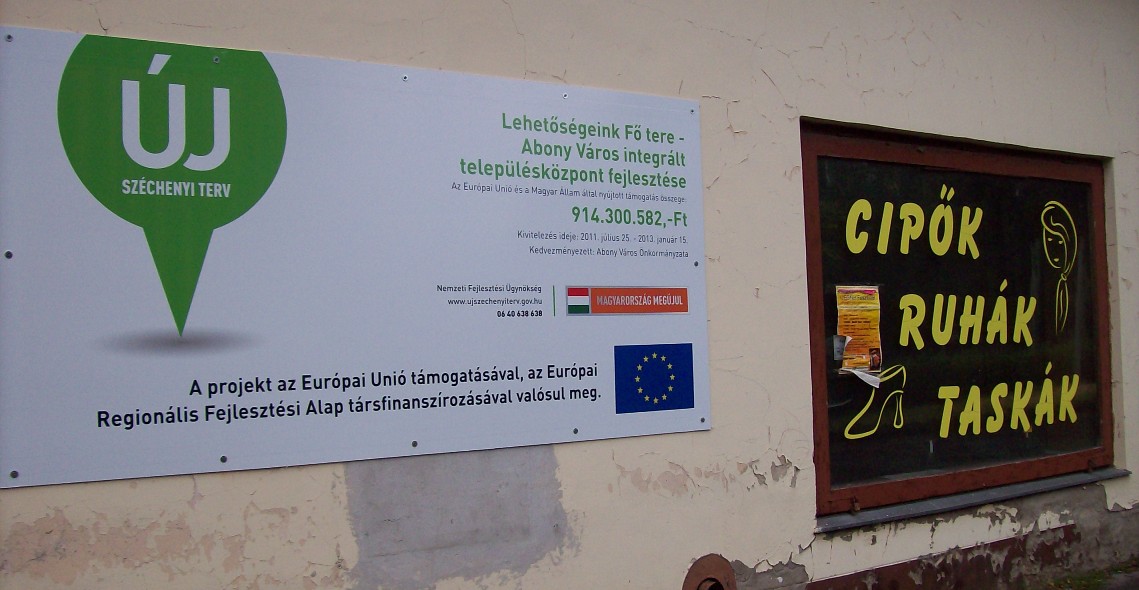 ÚJ
SZÉCHENYI TERV
Lehetőségeink Fő tere -
Abony Város integrált
településközpont fejlesztése
Az Európai Unió és a Magyar Állam által nyújtott támogatás összege:
914.300.582,-Ft
Kivitelezés ideje: 2011. július 25. - 2013. január 15.
Kedvezményezett: Abony Város Önkormányzata
Nemzeti Fejlesztési Ügynökség
www.ujszechenyiterv.gov.hu
06 40 638 638
MAGYARORSZÁG MEGÚJUL
A projekt az Európai Unió támogatásával, az Európai
Regionális Fejlesztési Alap társfinanszírozásával valósul meg.
CIPŐK
RUHÁK
TASKÁK